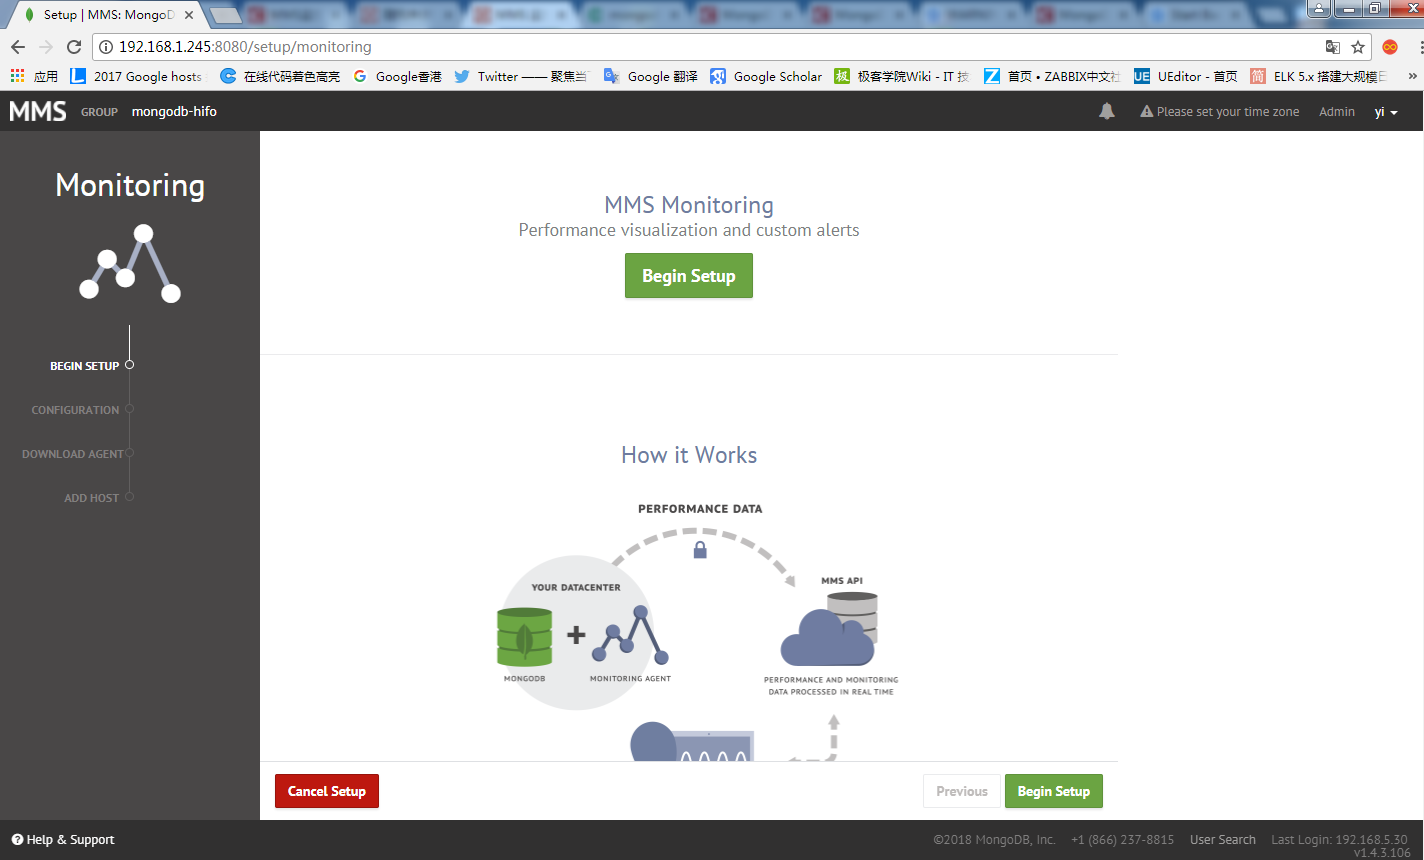 Setup | MMS: MongoD
192.168.1.245:8080/setup/monitoring
应用 2017 Google hosts 在线代码着色高亮 Google香港 Twitter —— 聚焦当 Google 翻译 Google Scholar 极客学院Wiki - IT 技 首页 • ZABBIX中文社 UEditor - 首页 ELK 5.x 搭建大规模日 »
MMS GROUP mongodb-hifo Please set your time zone Admin yi
Monitoring
BEGIN SETUP
CONFIGURATION
DOWNLOAD AGENT
ADD HOST
MMS Monitoring
Performance visualization and custom alerts
Begin Setup
How it Works
PERFORMANCE DATA
YOUR DATACENTER
MMS API
MONGODB
MONITORING AGENT
PERFORMANCE AND MONITORING
DATA PROCESSED IN REAL TIME
Cancel Setup Previous Begin Setup
Help & Support ©2018 MongoDB, Inc. +1 (866) 237-8815 User Search Last Login: 192.168.5.30
v1.4.3.106